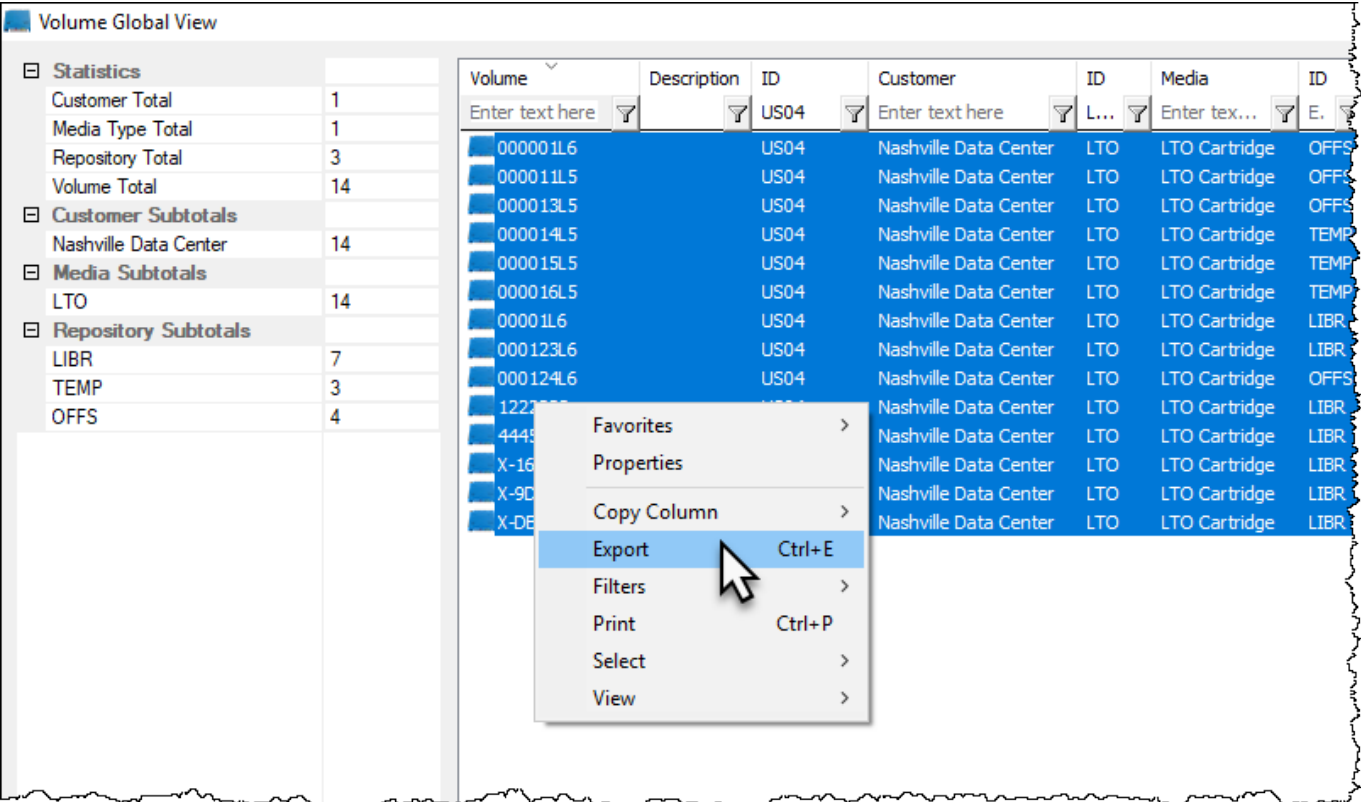 Volume Global View
Statistics
Customer Total 1
Media Type Total 1
Repository Total 3
Volume Total 14
Customer Subtotals
Nashville Data Center 14
Media Subtotals
LTO 14
Repository Subtotals
LIBR 7
TEMP 3
OFFS 4
Volume Description ID Customer ID Media ID
Enter text here US04 Enter text here L... Enter tex... E.
000001L6 US04 Nashville Data Center LTO LTO Cartridge OFFS
000011L5 US04 Nashville Data Center LTO LTO Cartridge OFFS
000013L5 US04 Nashville Data Center LTO LTO Cartridge OFFS
000014L5 US04 Nashville Data Center LTO LTO Cartridge TEMP
000015L5 US04 Nashville Data Center LTO LTO Cartridge TEMP
000016L5 US04 Nashville Data Center LTO LTO Cartridge TEMP
00001L6 US04 Nashville Data Center LTO LTO Cartridge LIBR
000123L6 US04 Nashville Data Center LTO LTO Cartridge LIBR
000124L6 US04 Nashville Data Center LTO LTO Cartridge OFFS
Nashville Data Center LTO LTO Cartridge LIBR
Nashville Data Center LTO LTO Cartridge LIBR
X-16 Nashville Data Center LTO LTO Cartridge LIBR
X-9D Nashville Data Center LTO LTO Cartridge LIBR
X-DE Nashville Data Center LTO LTO Cartridge LIBR
Favorites
Properties
Copy Column
Export Ctrl+E
Filters
Print Ctrl+P
Select
View